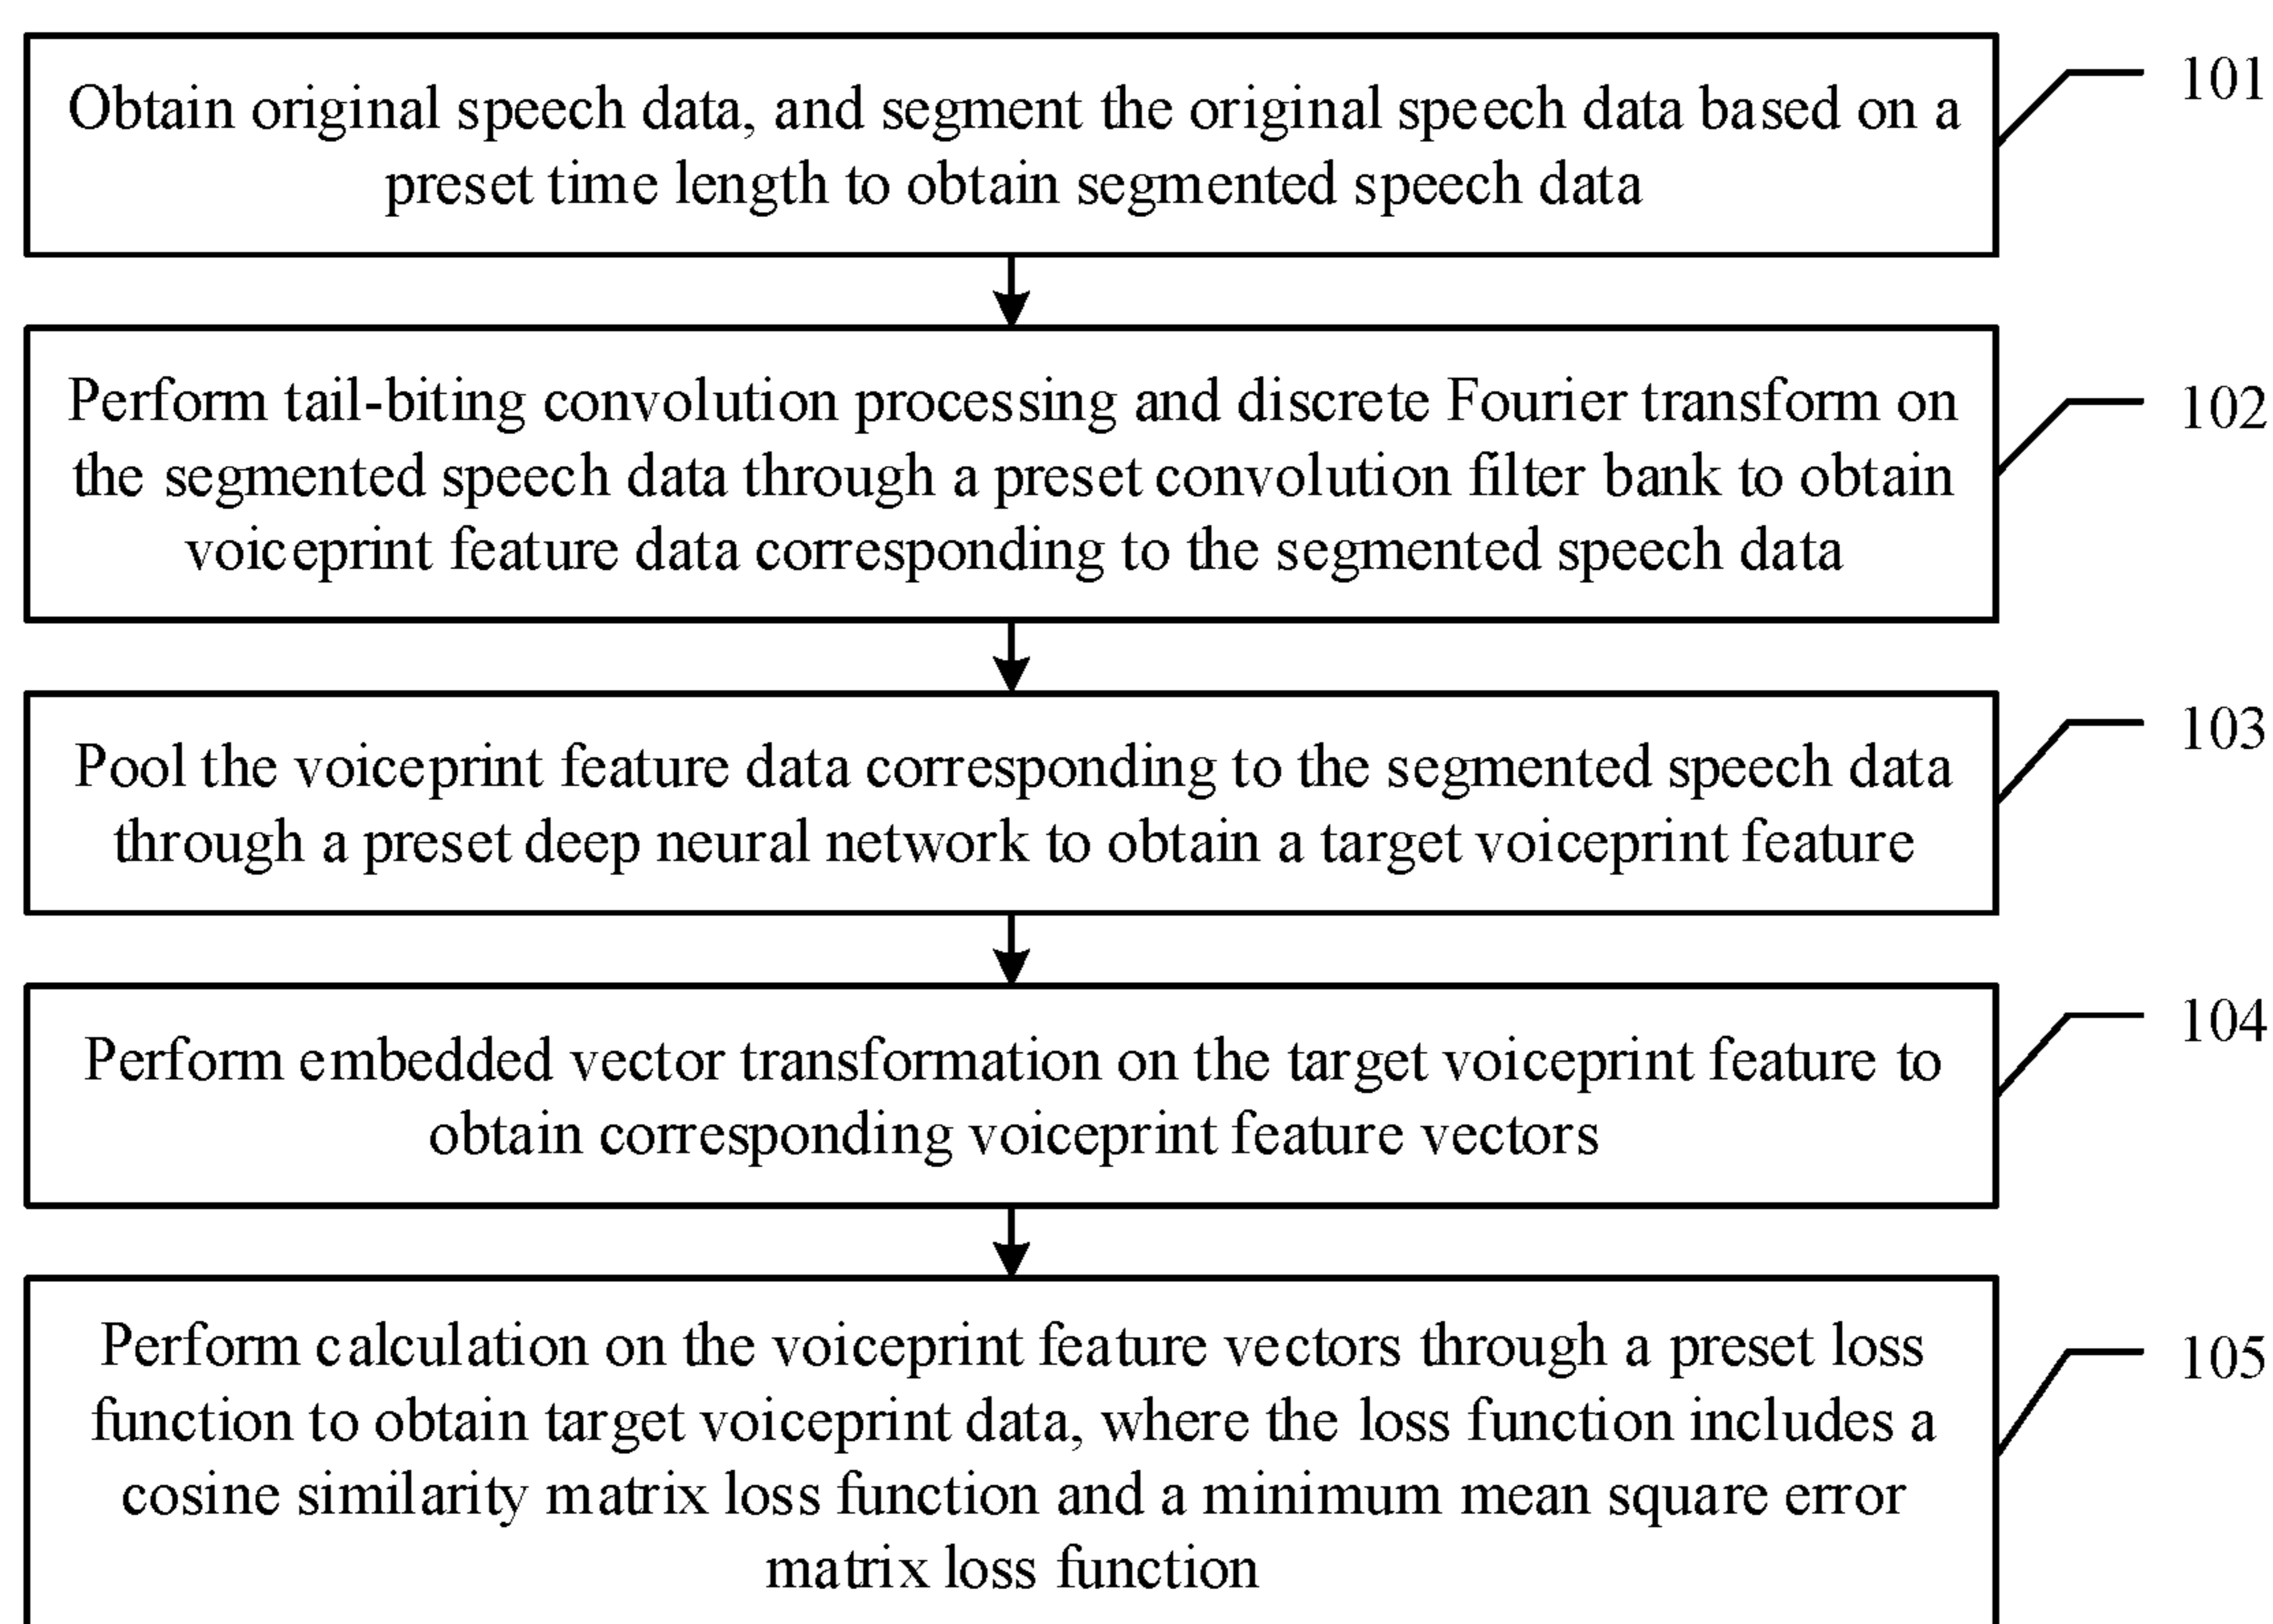 Obtain original speech data, and segment the original speech data based on a
preset time length to obtain segmented speech data
101
Perform tail-biting convolution processing and discrete Fourier transform on
the segmented speech data through a preset convolution filter bank to obtain
voiceprint feature data corresponding to the segmented speech data
102
Pool the voiceprint feature data corresponding to the segmented speech data
through a preset deep neural network to obtain a target voiceprint feature
103
Perform embedded vector transformation on the target voiceprint feature to
obtain corresponding voiceprint feature vectors
104
Perform calculation on the voiceprint feature vectors through a preset loss
function to obtain target voiceprint data, where the loss function includes a
cosine similarity matrix loss function and a minimum mean square error
matrix loss function
105